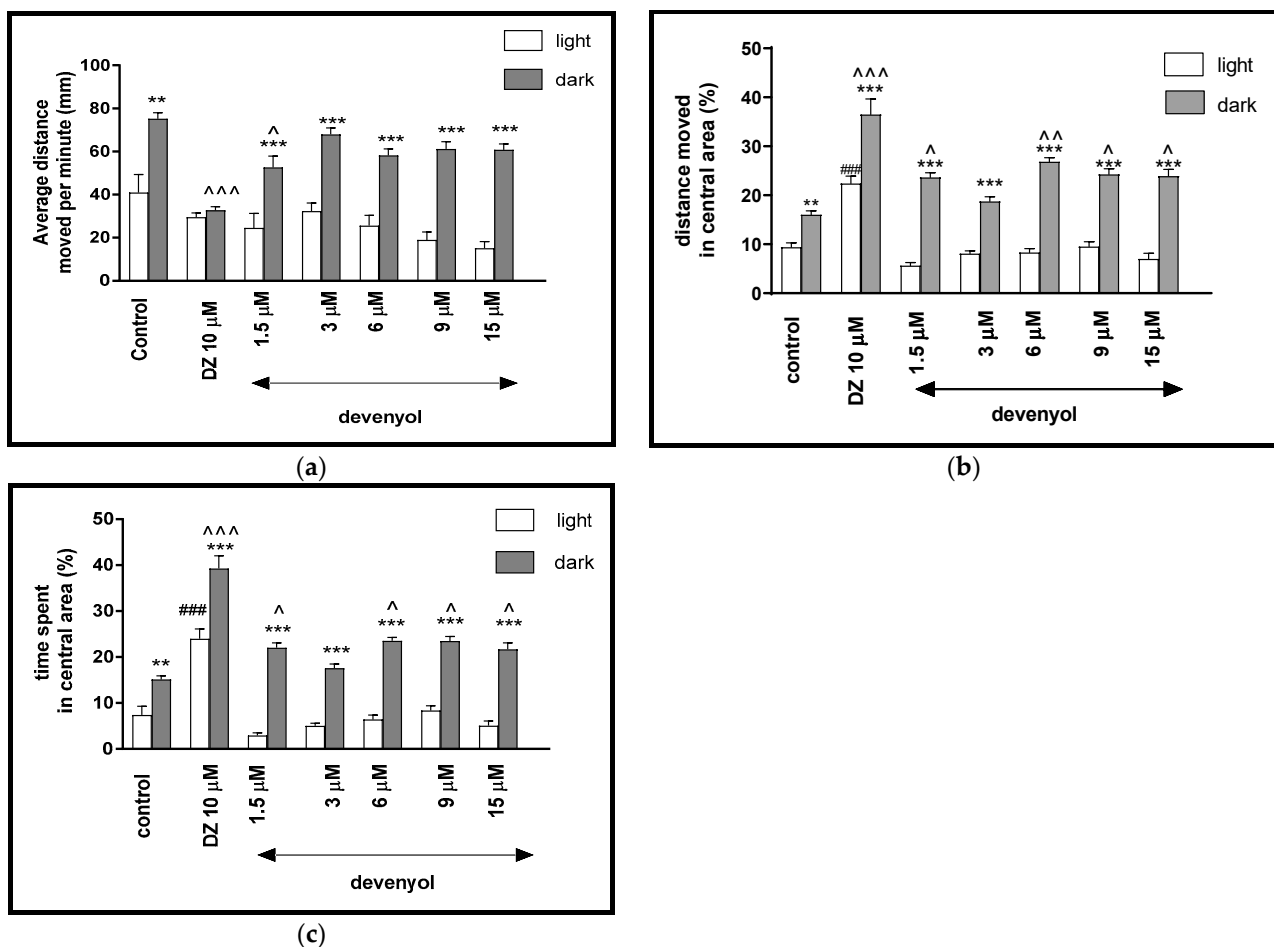 light
dark
Average distance
moved per minute (mm)
100
80
60
40
20
0
**
^^^
^
***
***
***
***
***
Control
DZ 10 μM
1.5 μM
3 μM
6 μM
9 μM
15 μM
devenyol
(a)
light
dark
distance moved
in central area (%)
50
40
30
20
10
0
**
###
^^^
***
^
***
***
^^
***
^
***
^
***
control
DZ 10 μM
1.5 μM
3 μM
6 μM
9 μM
15 μM
devenyol
(b)
light
dark
time spent
in central area (%)
50
40
30
20
10
0
**
###
^^^
***
^
***
***
^
***
^
***
^
***
control
DZ 10 μM
1.5 μM
3 μM
6 μM
9 μM
15 μM
devenyol
(c)